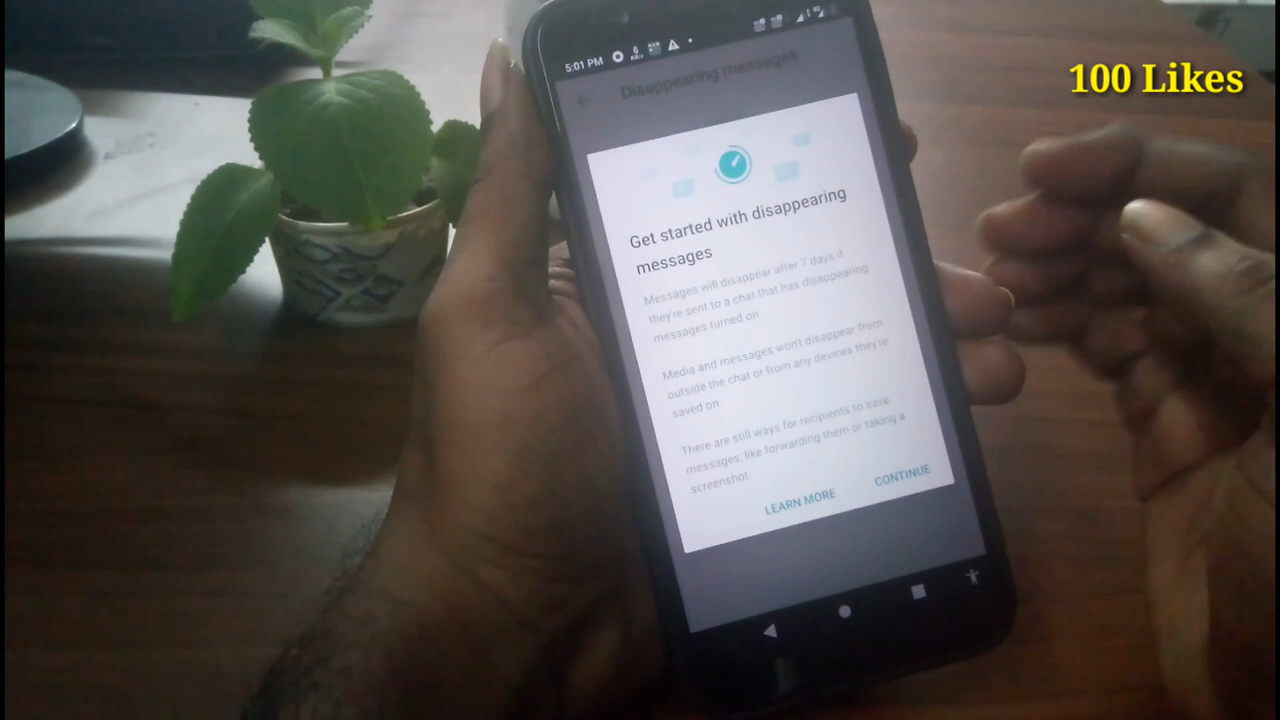 100 Likes
5:01 PM
Disappearing messages
Get started with disappearing
messages
Messages will disappear after 7 days if
they're sent to a chat that has disappearing
messages turned on.
Media and messages won't disappear from
outside the chat or from any devices they're
saved on.
There are still ways for recipients to save
messages, like forwarding them or taking a
screenshot.
LEARN MORE CONTINUE